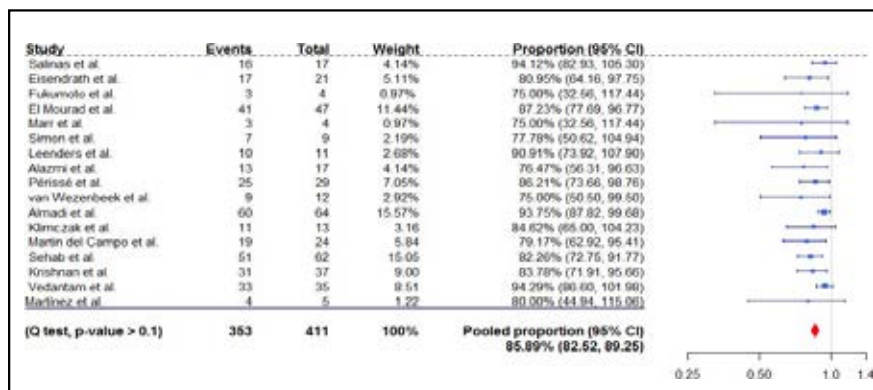 Study Events Total Weight Proportion (95% CI)
Salinas et al. 16 17 4.14% 94.12% (82.93, 105.30)
Eisendrath et al. 17 21 5.11% 80.95% (64.16, 97.75)
Fukumoto et al. 3 4 0.97% 75.00% (32.56, 117.44)
El Mourad et al. 41 47 11.44% 87.23% (77.69, 96.77)
Marr et al. 3 4 0.97% 75.00% (32.56, 117.44)
Simon et al. 7 9 2.19% 77.78% (50.62, 104.94)
Leenders et al. 10 11 2.68% 90.91% (73.92, 107.90)
Alazmi et al. 13 17 4.14% 76.47% (56.31, 96.63)
Périssé et al. 25 29 7.05% 86.21% (73.66, 98.76)
van Wezenbeek et al. 9 12 2.92% 75.00% (50.50, 99.50)
Almadi et al. 60 64 15.57% 93.75% (87.82, 99.68)
Klimczak et al. 11 13 3.16 84.62% (65.00, 104.23)
Martin del Campo et al. 19 24 5.84 79.17% (62.92, 95.41)
Sehab et al. 51 62 15.05 82.26% (72.75, 91.77)
Krishnan et al. 31 37 9.00 83.78% (71.91, 95.66)
Vedantam et al. 33 35 8.51 94.29% (86.60, 101.98)
Martínez et al. 4 5 1.22 80.00% (44.94, 115.06)
(Q test, p-value > 0.1) 353 411 100% Pooled proportion (95% CI)
85.89% (82.52, 89.25)
0.25 0.50 1.0 1.4